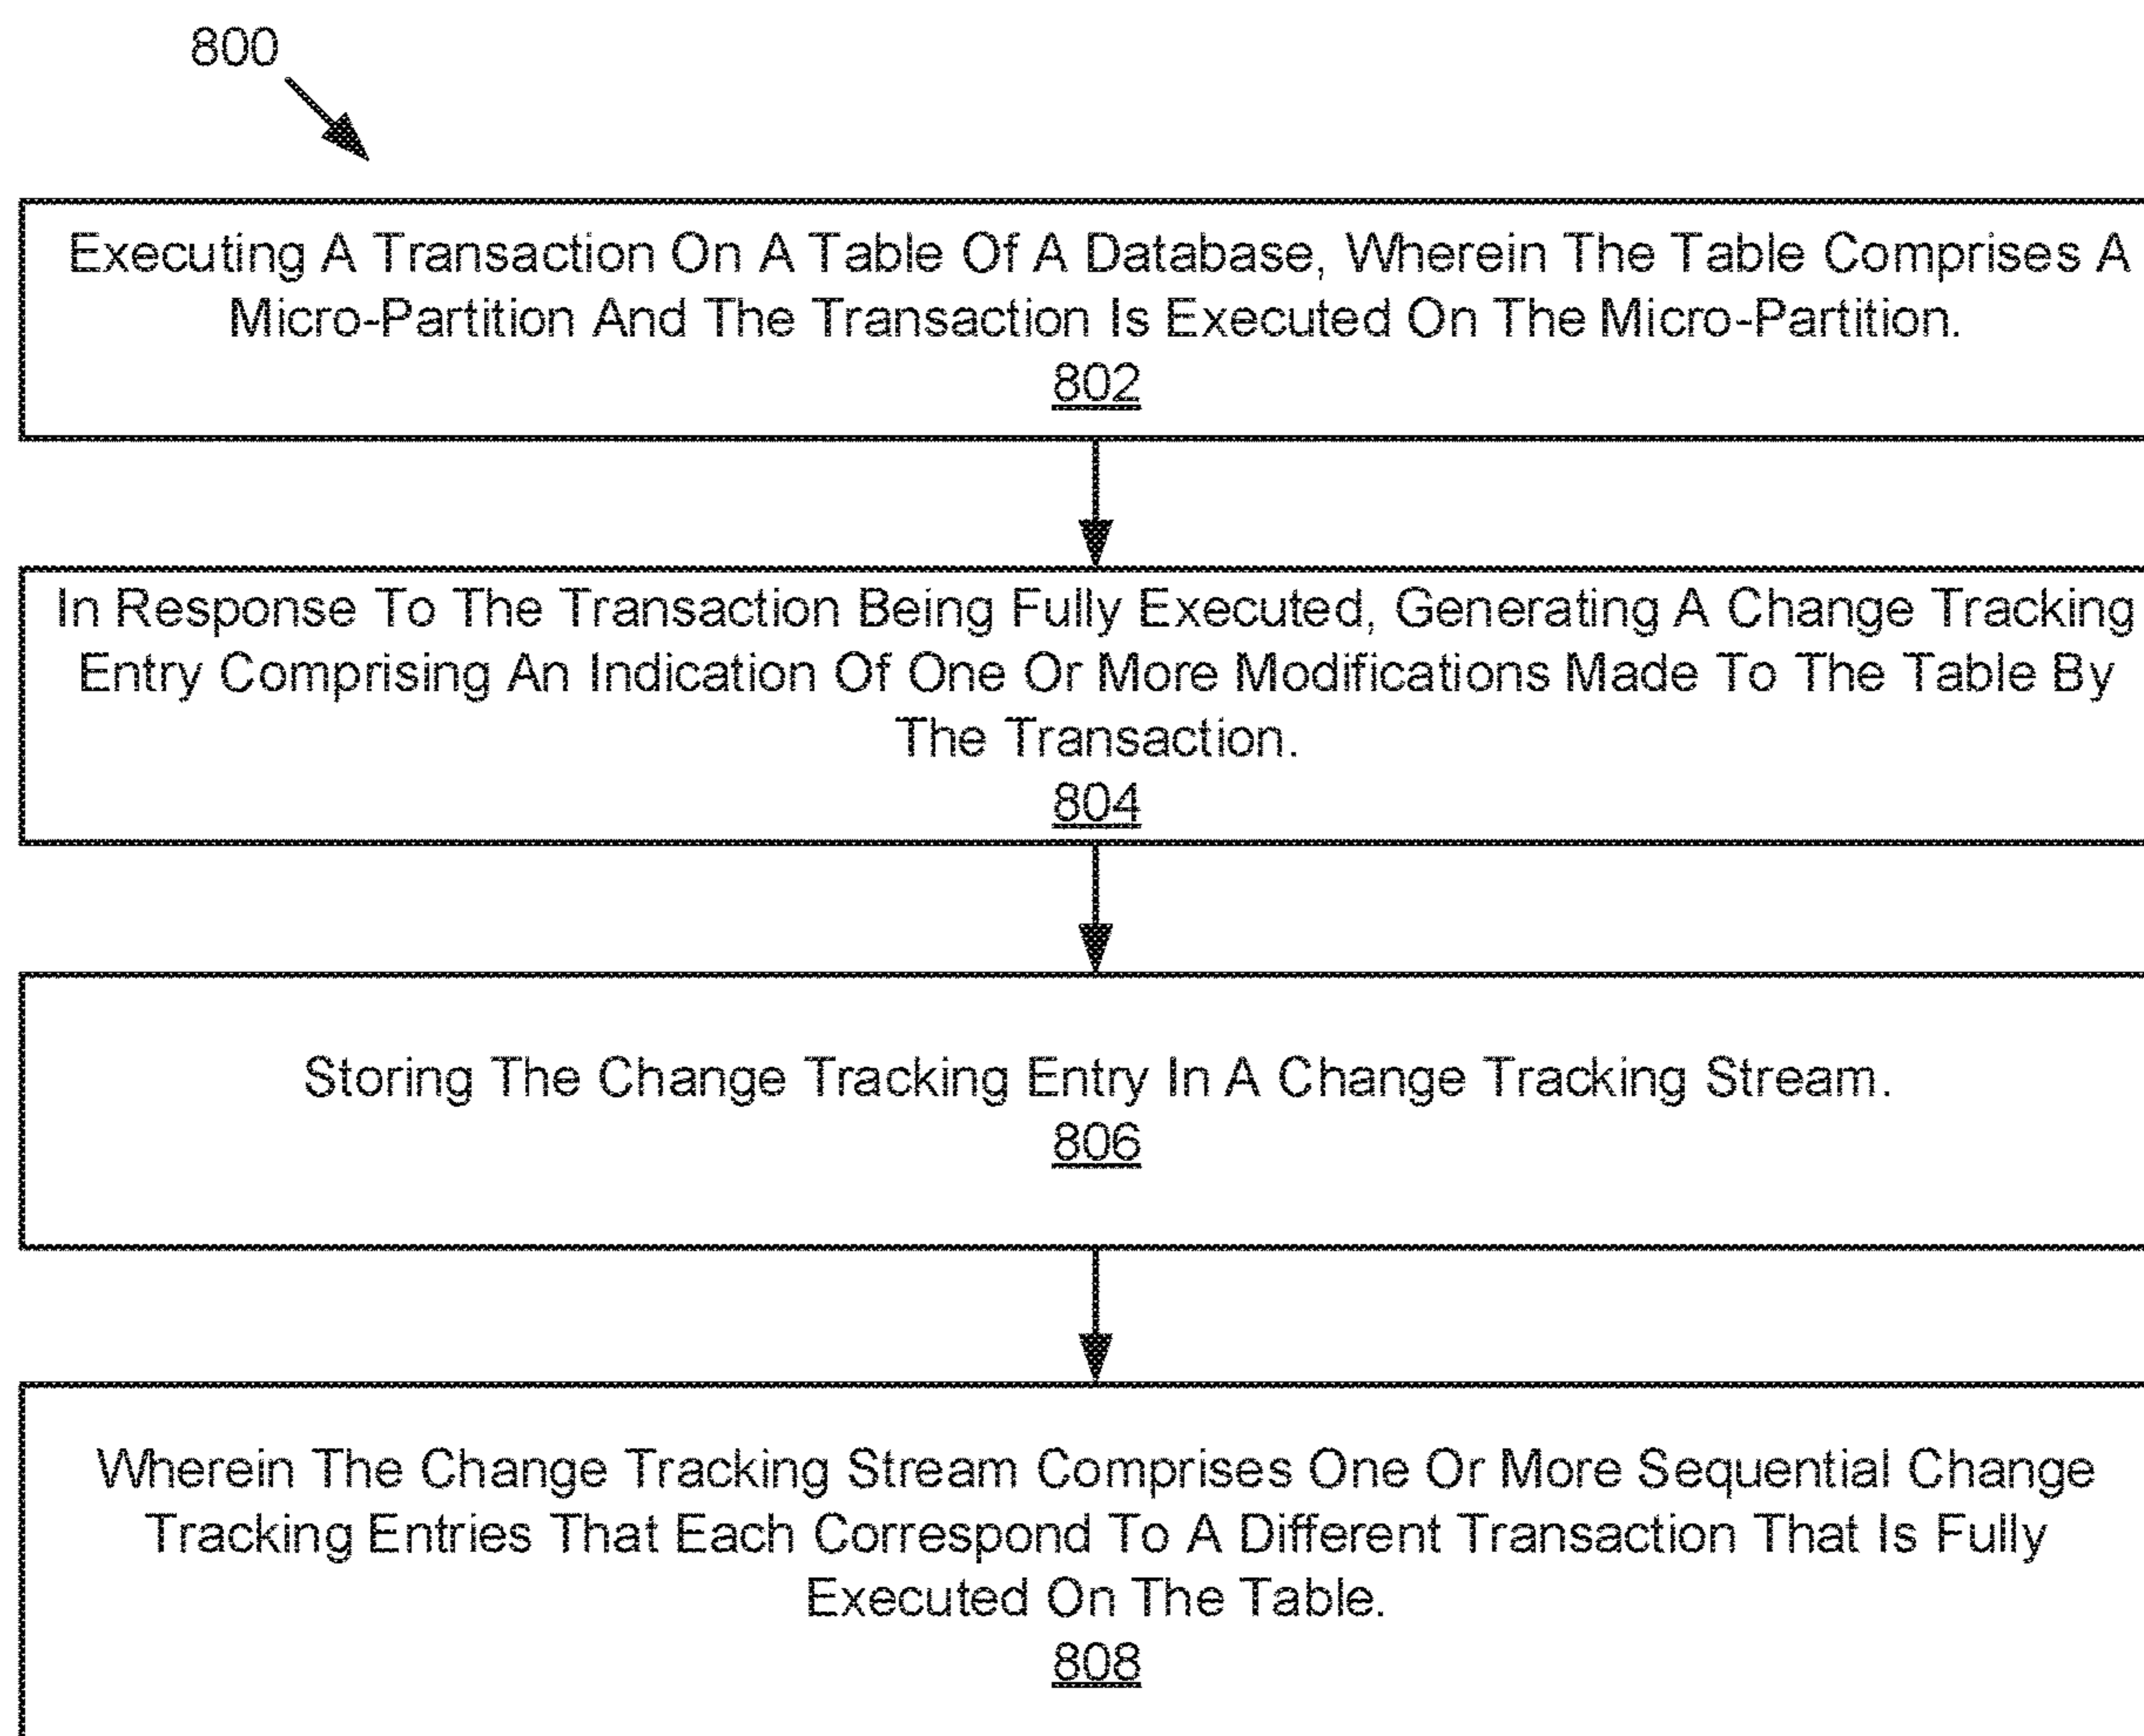 800
Executing A Transaction On A Table Of A Database, Wherein The Table Comprises A
Micro-Partition And The Transaction Is Executed On The Micro-Partition.
802
In Response To The Transaction Being Fully Executed, Generating A Change Tracking
Entry Comprising An Indication Of One Or More Modifications Made To The Table By
The Transaction.
804
Storing The Change Tracking Entry In A Change Tracking Stream.
806
Wherein The Change Tracking Stream Comprises One Or More Sequential Change
Tracking Entries That Each Correspond To A Different Transaction That Is Fully
Executed On The Table.
808